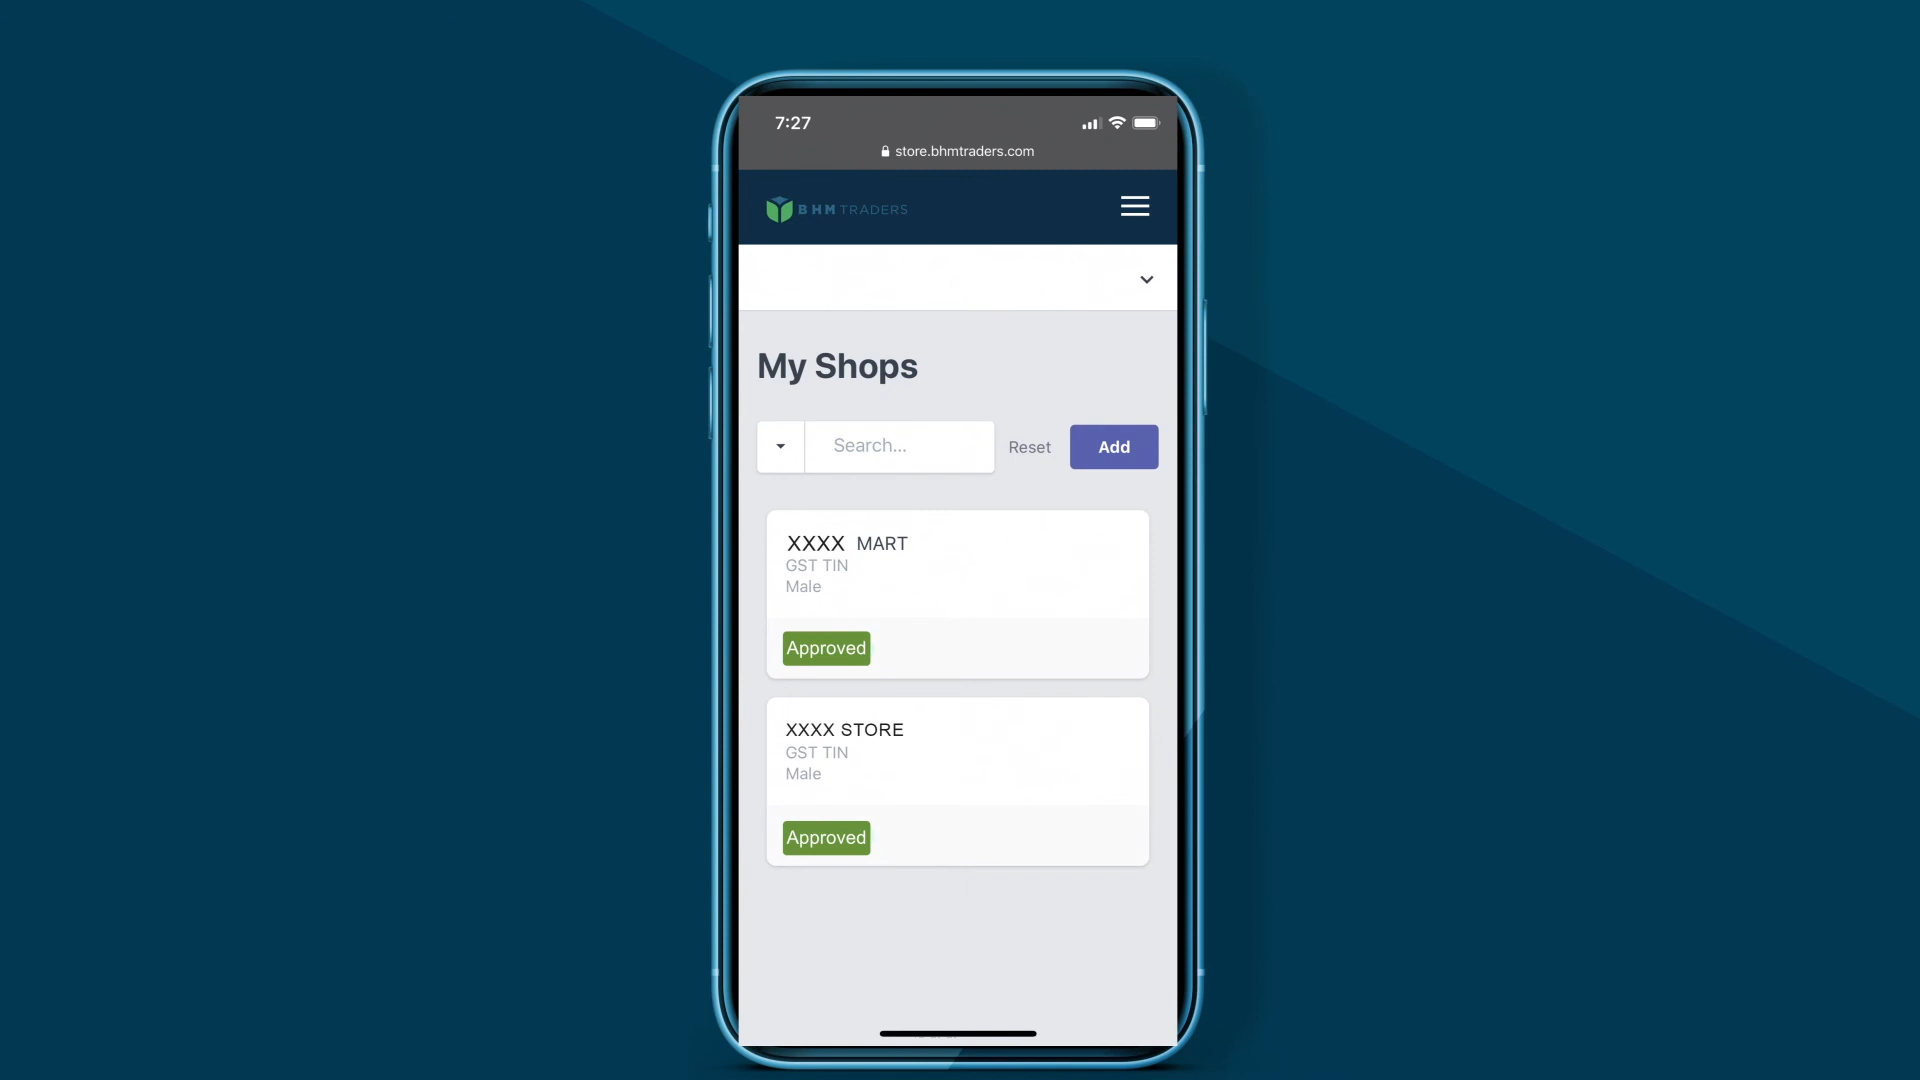 7:27
store.bhmtraders.com
BHM TRADERS
My Shops
Search...
Reset
Add
XXXX MART
GST TIN
Male
Approved
XXXX STORE
GST TIN
Male
Approved